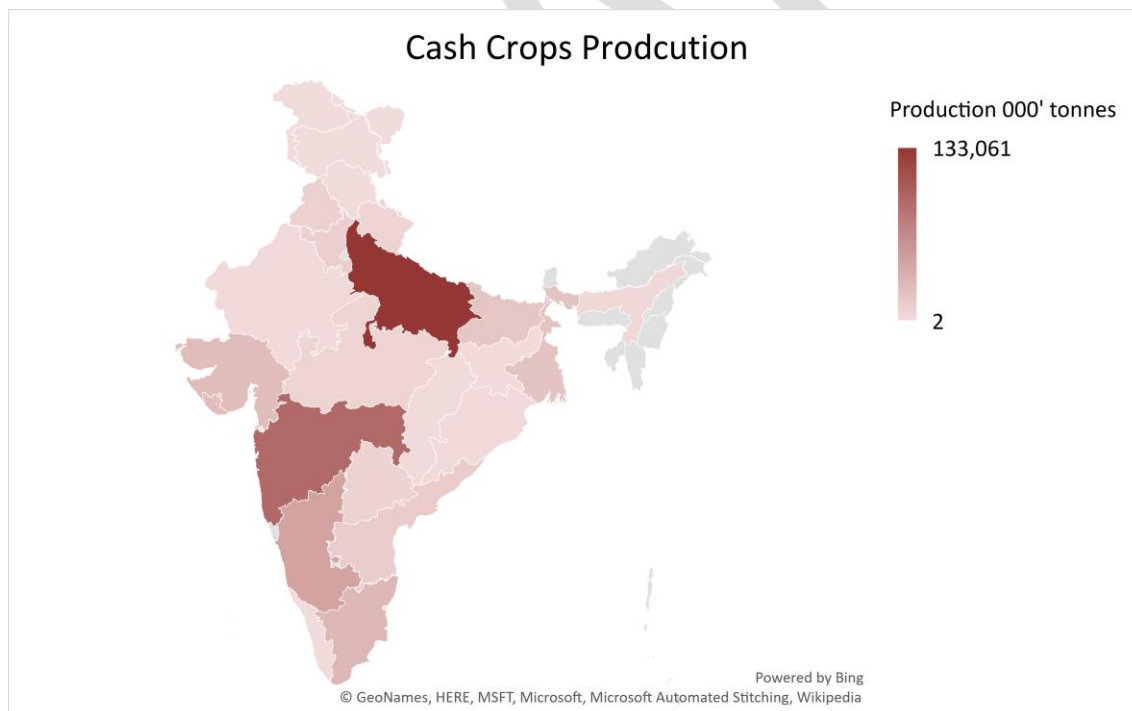 Cash Crops Prodcution
Production 000' tonnes
133,061
2
Powered by Bing
© GeoNames, HERE, MSFT, Microsoft, Microsoft Automated Stitching, Wikipedia